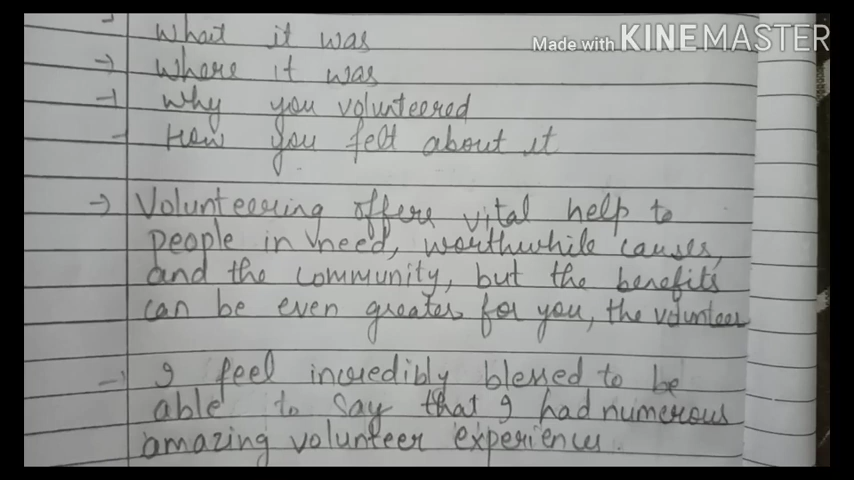 What it was
Made with KINEMASTER
→ Where it was
→ Why you volunteered
- How you felt about it
→ Volunteering offers vital help to
people in need, worthwhile causes,
and the community, but the benefits
can be even greater for you, the volunteer
→ I feel incredibly blessed to be
able to say that I had numerous
amazing volunteer experiences.